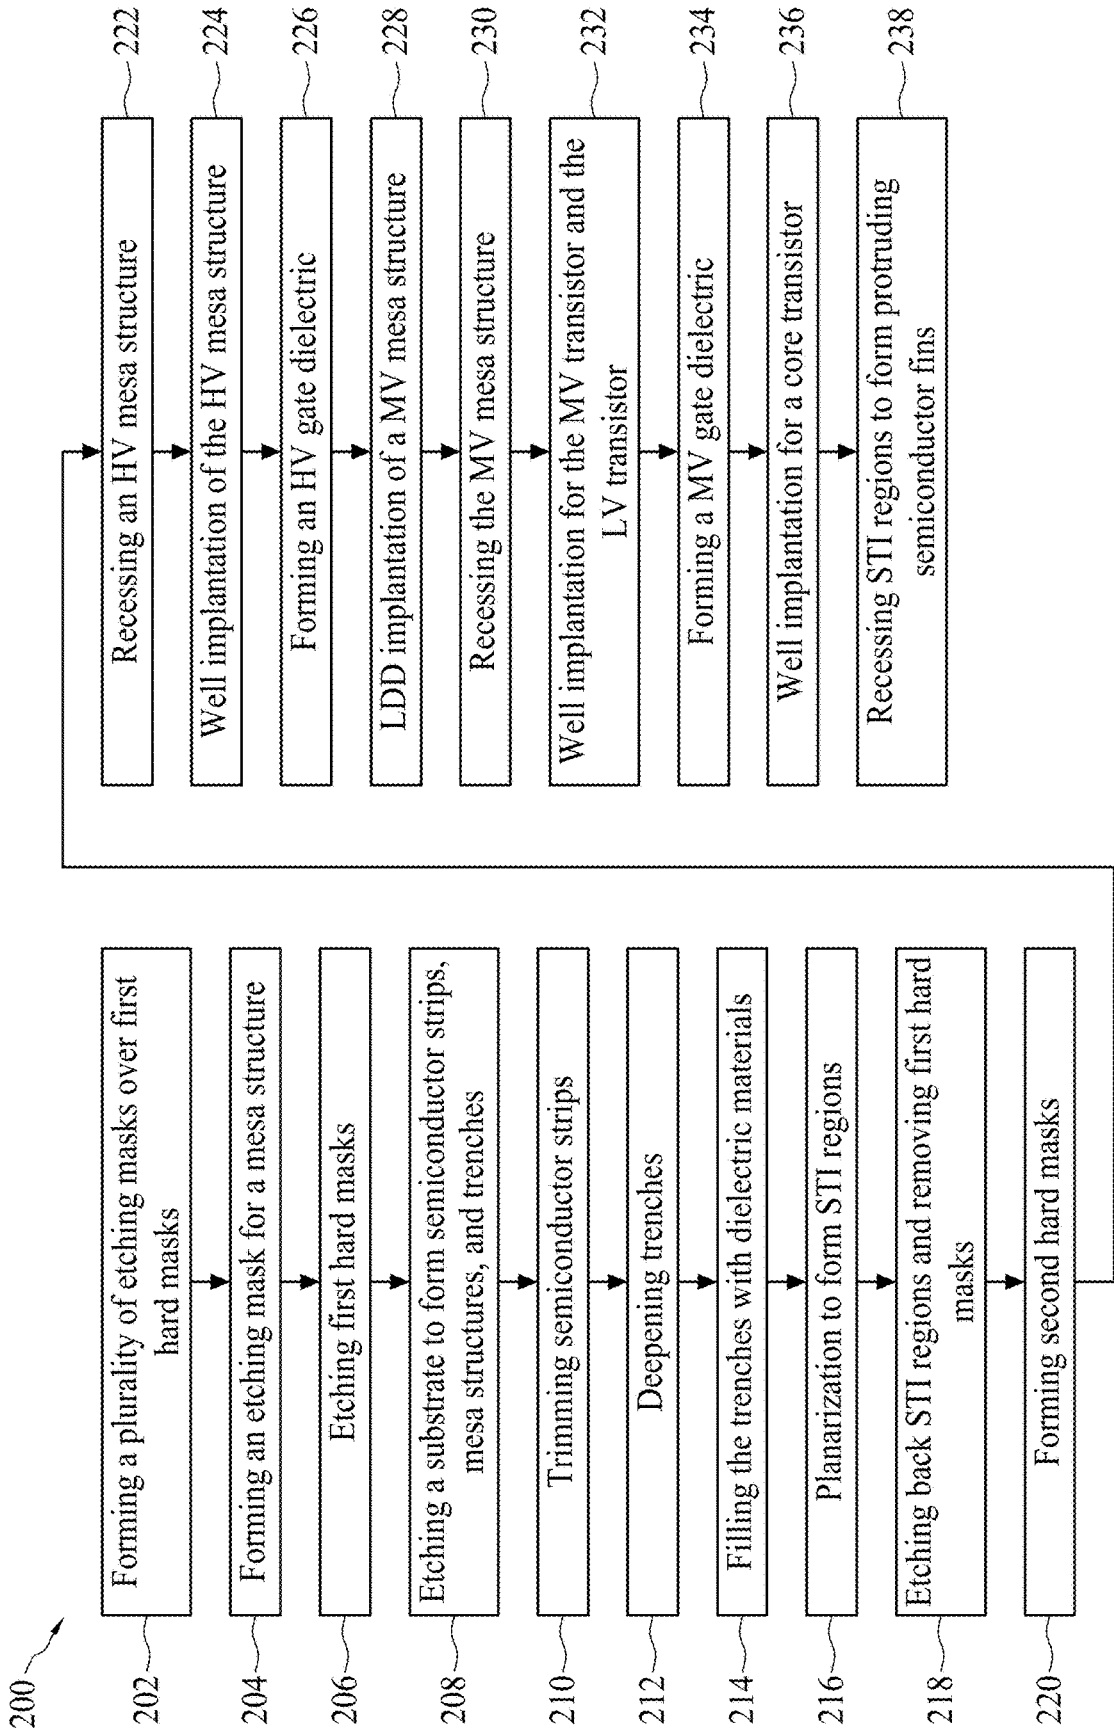 200
202
Forming a plurality of etching masks over first
hard masks
204
Forming an etching mask for a mesa structure
206
Etching first hard masks
208
Etching a substrate to form semiconductor strips,
mesa structures, and trenches
210
Trimming semiconductor strips
212
Deepening trenches
214
Filling the trenches with dielectric materials
216
Planarization to form STI regions
218
Etching back STI regions and removing first hard
masks
220
Forming second hard masks
Recessing an HV mesa structure
222
Well implantation of the HV mesa structure
224
Forming an HV gate dielectric
226
LDD implantation of a MV mesa structure
228
Recessing the MV mesa structure
230
Well implantation for the MV transistor and the
LV transistor
232
Forming a MV gate dielectric
234
Well implantation for a core transistor
236
Recessing STI regions to form protruding
semiconductor fins
238